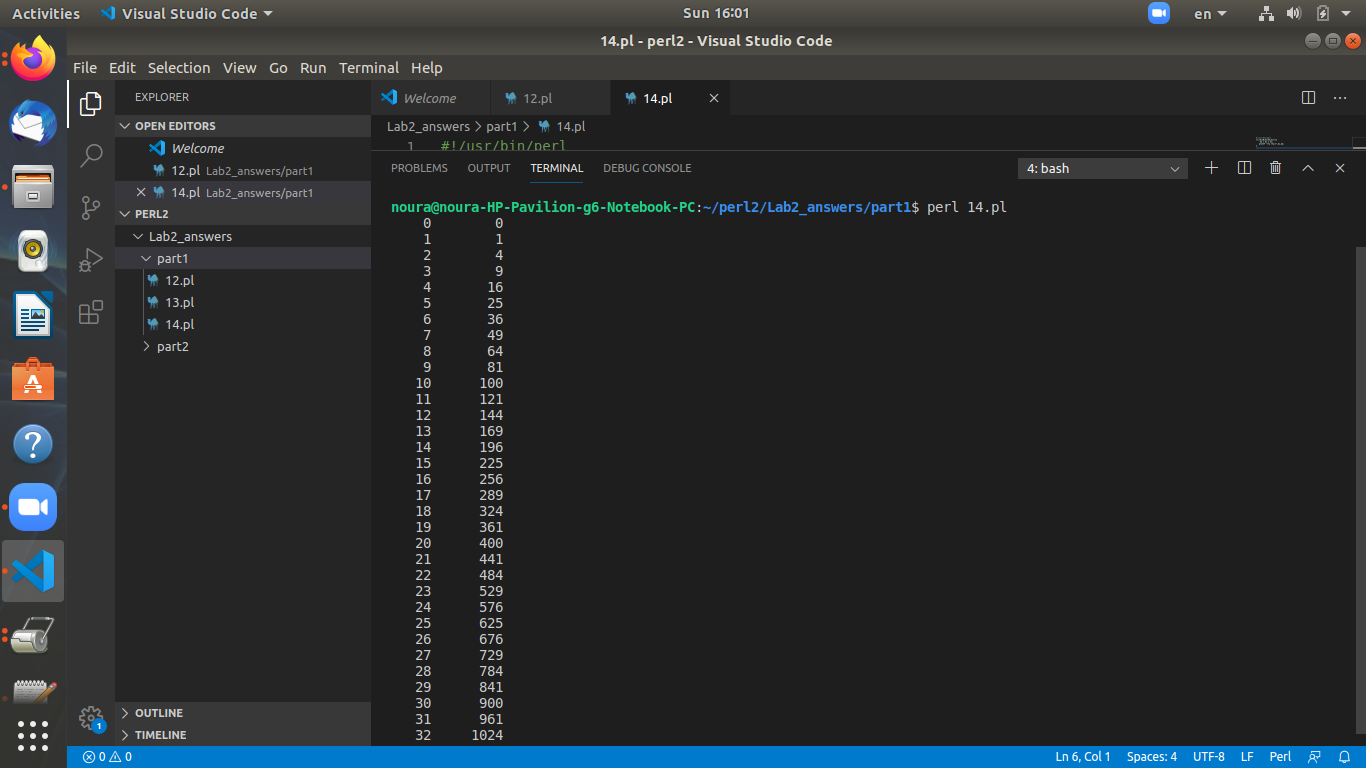 Activities Visual Studio Code Sun 16:01 en
14.pl - perl2 - Visual Studio Code
File Edit Selection View Go Run Terminal Help
EXPLORER
OPEN EDITORS
Welcome
12.pl Lab2_answers/part1
14.pl Lab2_answers/part1
PERL2
Lab2_answers
part1
12.pl
13.pl
14.pl
part2
OUTLINE
TIMELINE
1
Welcome 12.pl 14.pl
Lab2_answers > part1 > 14.pl
1 #!/usr/bin/perl
PROBLEMS OUTPUT TERMINAL DEBUG CONSOLE 4: bash
noura@noura-HP-Pavilion-g6-Notebook-PC:~/perl2/Lab2_answers/part1$ perl 14.pl
0 0
1 1
2 4
3 9
4 16
5 25
6 36
7 49
8 64
9 81
10 100
11 121
12 144
13 169
14 196
15 225
16 256
17 289
18 324
19 361
20 400
21 441
22 484
23 529
24 576
25 625
26 676
27 729
28 784
29 841
30 900
31 961
32 1024
0 0 Ln 6, Col 1 Spaces: 4 UTF-8 LF Perl